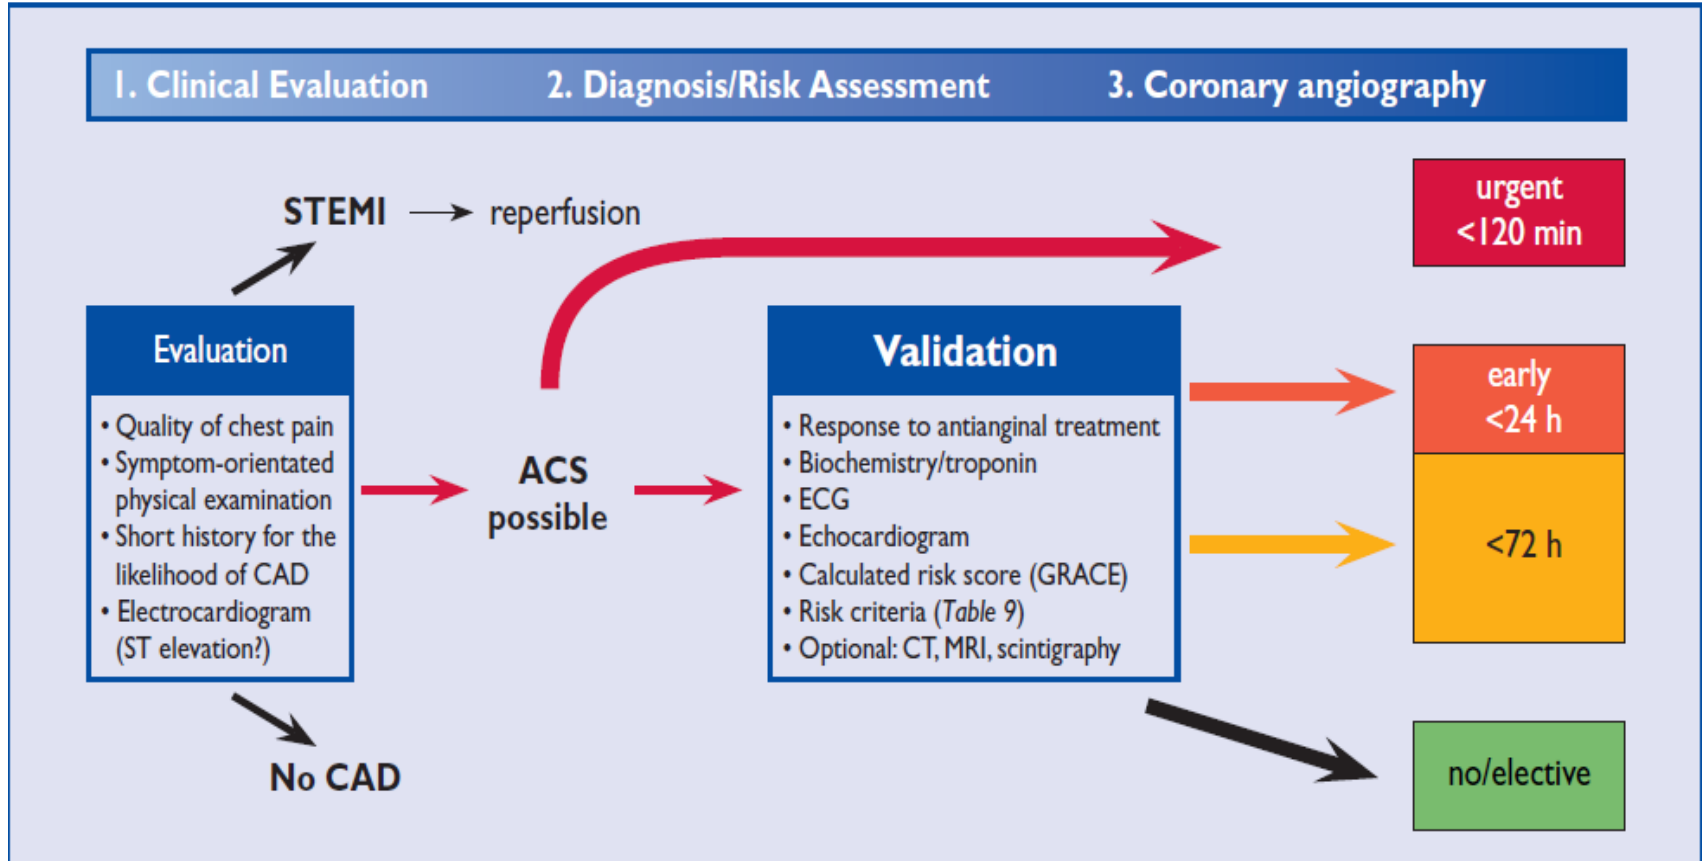 1. Clinical Evaluation
2. Diagnosis/Risk Assessment
3. Coronary angiography
STEMI
reperfusion
urgent
<120 min
Evaluation
• Quality of chest pain
• Symptom-orientated
physical examination
• Short history for the
likelihood of CAD
• Electrocardiogram
(ST elevation?)
ACS
possible
Validation
• Response to antianginal treatment
• Biochemistry/troponin
• ECG
• Echocardiogram
• Calculated risk score (GRACE)
• Risk criteria (Table 9)
• Optional: CT, MRI, scintigraphy
early
<24 h
<72 h
No CAD
no/elective